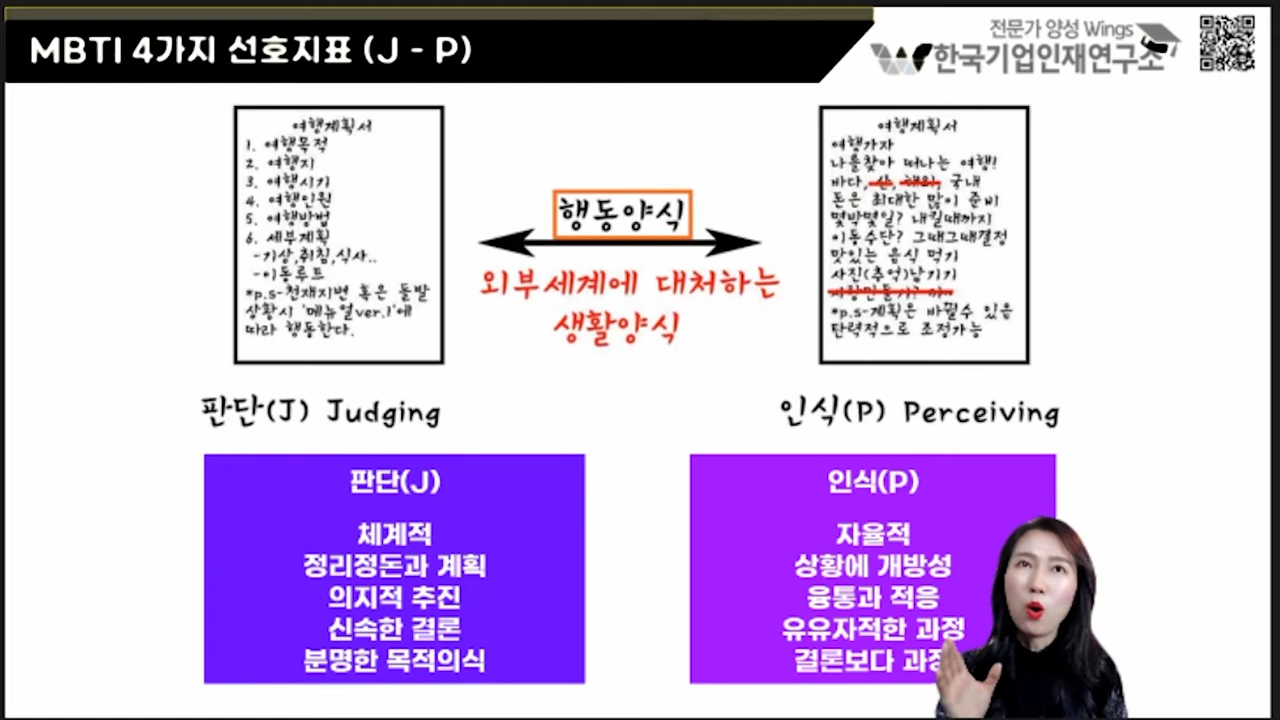 MBTI 4가지 선호지표 (J - P)
전문가 양성 Wings
한국기업인재연구소
여행계획서
1. 여행목적
2. 여행지
3. 여행시기
4. 여행인원
5. 여행방법
6. 세부계획
-기상,취침,식사..
-이동루트
*p.s-천재지변 혹은 돌발
상황시 '메뉴얼ver.1'에
따라 행동한다.
행동양식
외부세계에 대처하는
생활양식
여행계획서
여행가자
나를찾아 떠나는 여행!
바다, 산, 해외, 국내
돈은 최대한 많이 준비
몇박몇일? 내킬때까지
이동수단? 그때그때결정
맛있는 음식 먹기
사진(추억)남기기
*p.s-계획은 바뀔수 있음
탄력적으로 조정가능
판단(J) Judging
인식(P) Perceiving
판단(J)
체계적
정리정돈과 계획
의지적 추진
신속한 결론
분명한 목적의식
인식(P)
자율적
상황에 개방성
융통과 적응
유유자적한 과정
결론보다